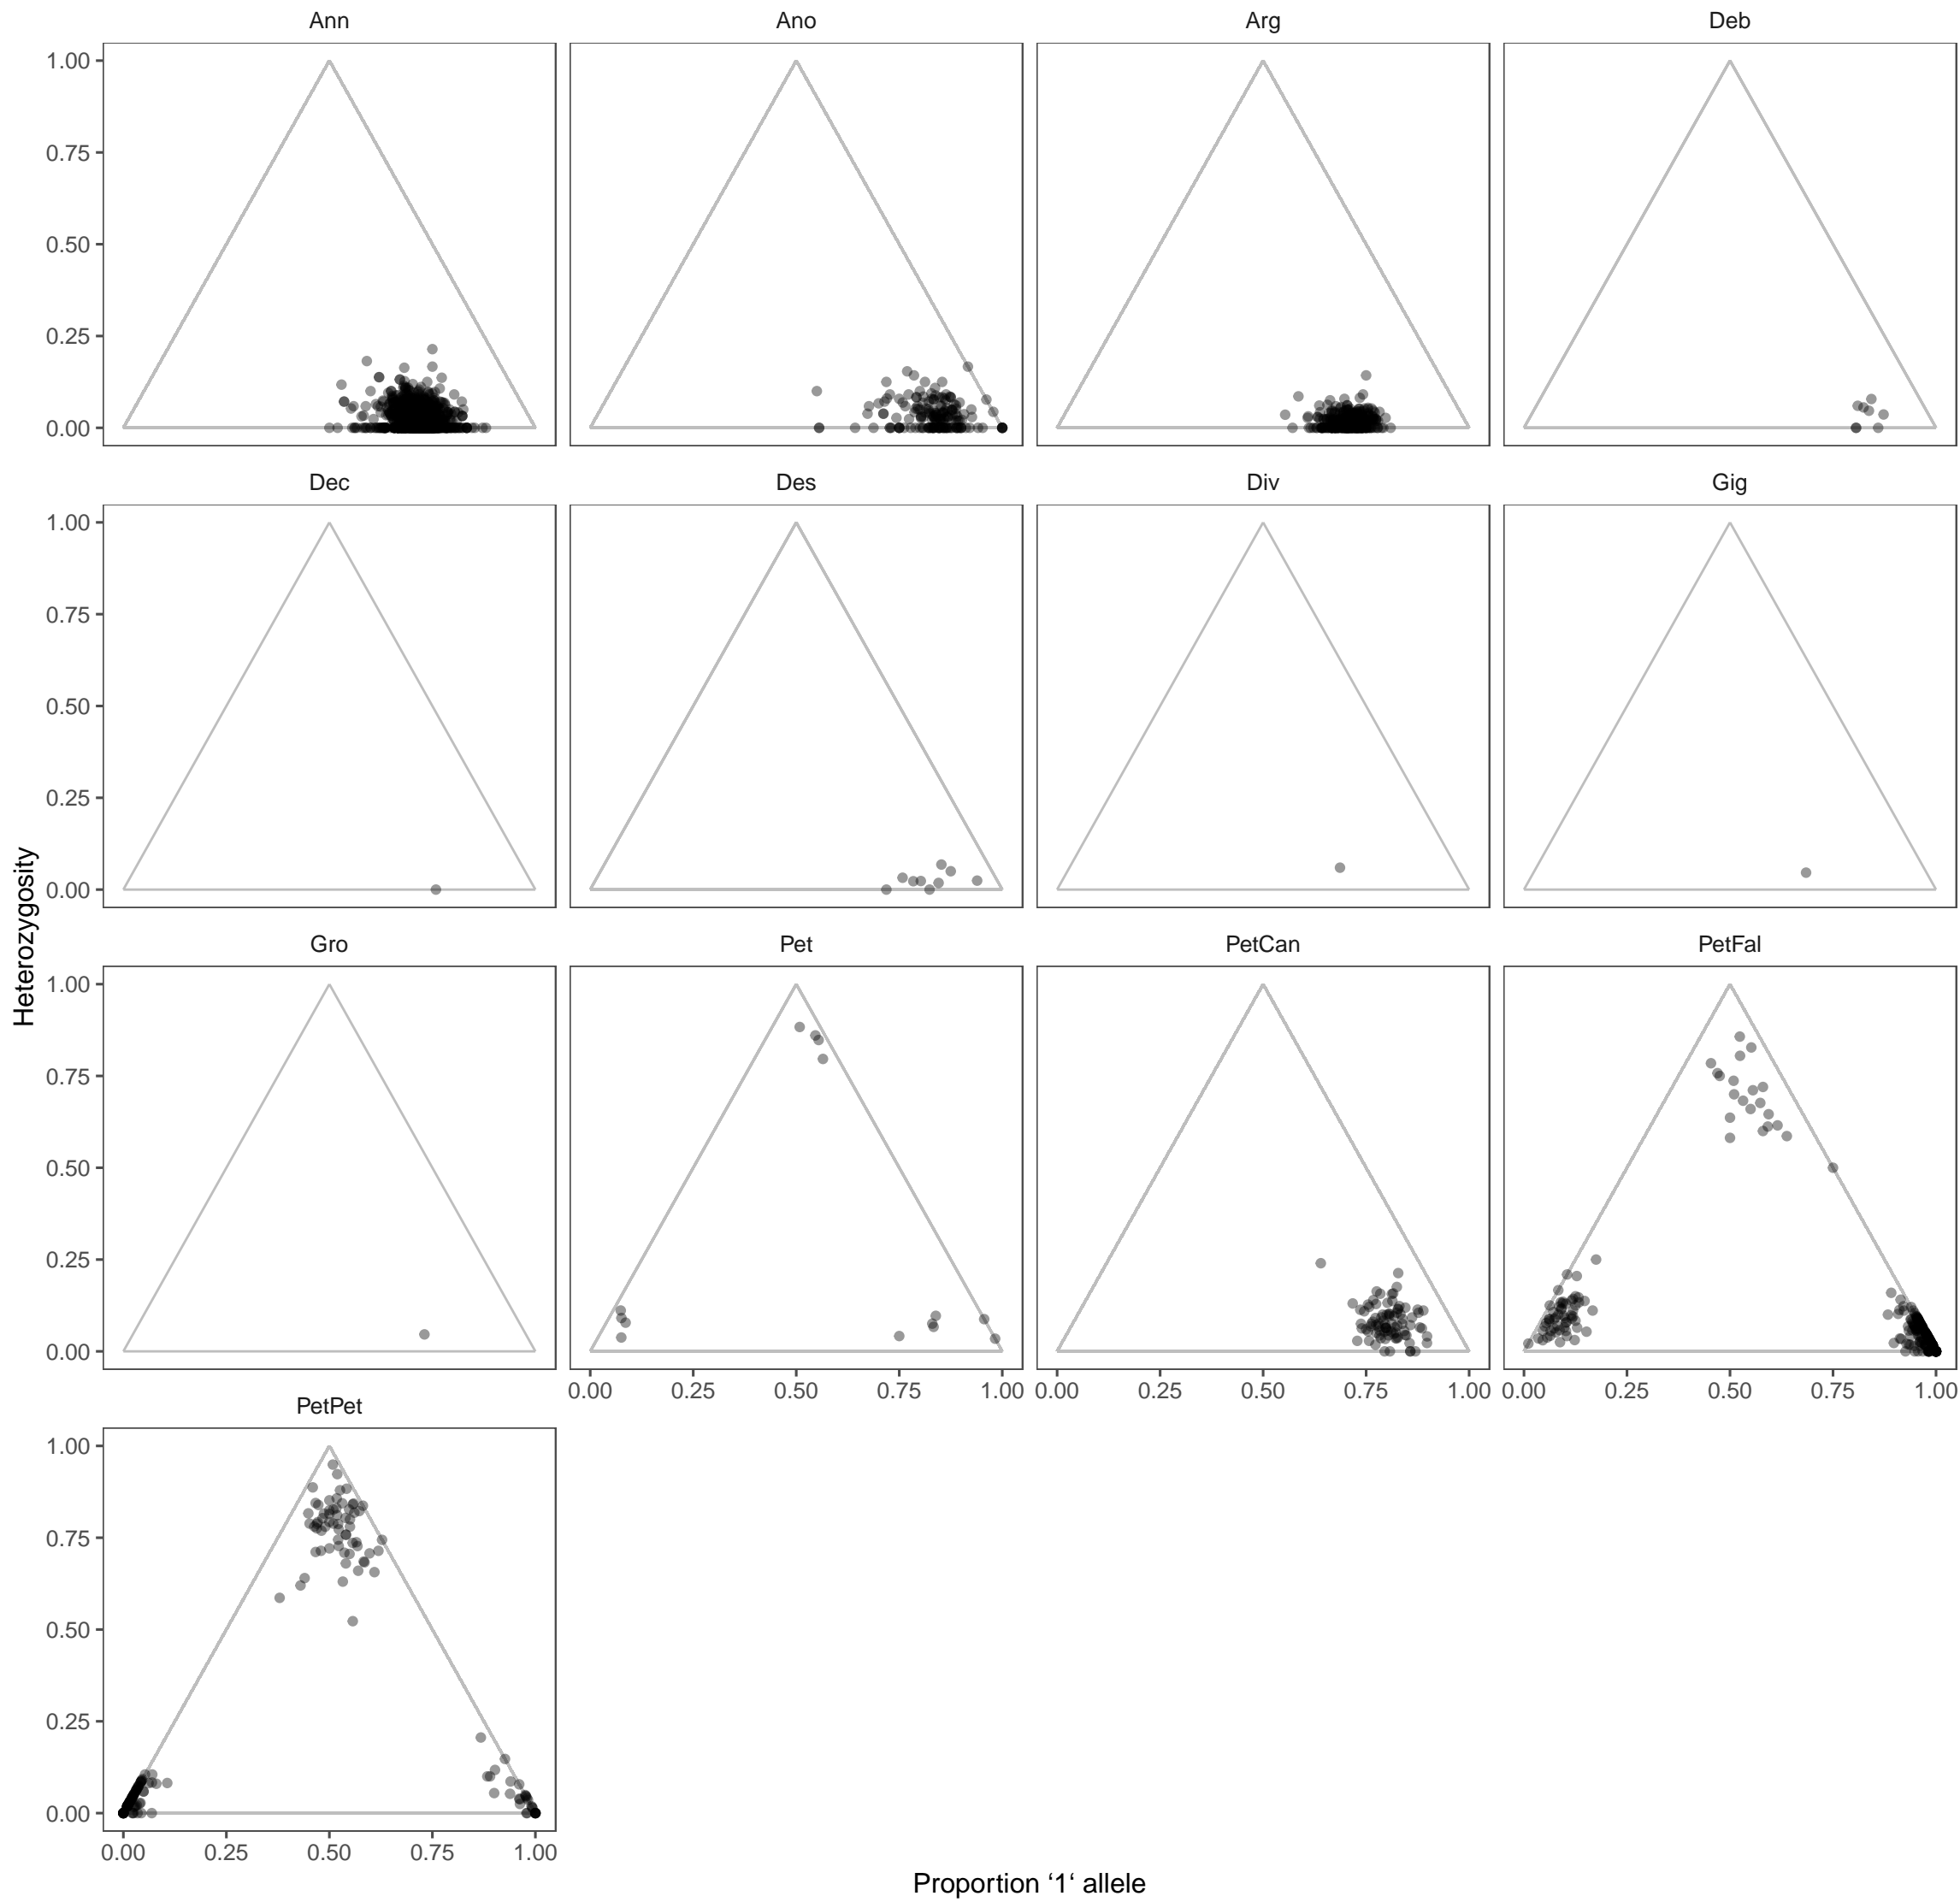 Ann Ano Arg Deb
1.00
0.75
0.50
0.25
0.00
Dec Des Div Gig
1.00
0.75
0.50
0.25
0.00
Heterozygosity
Gro Pet PetCan PetFal
1.00
0.75
0.50
0.25
0.00
0.00 0.25 0.50 0.75 1.00 0.00 0.25 0.50 0.75 1.00 0.00 0.25 0.50 0.75 1.00
PetPet
1.00
0.75
0.50
0.25
0.00
0.00 0.25 0.50 0.75 1.00
Proportion ‘1‘ allele